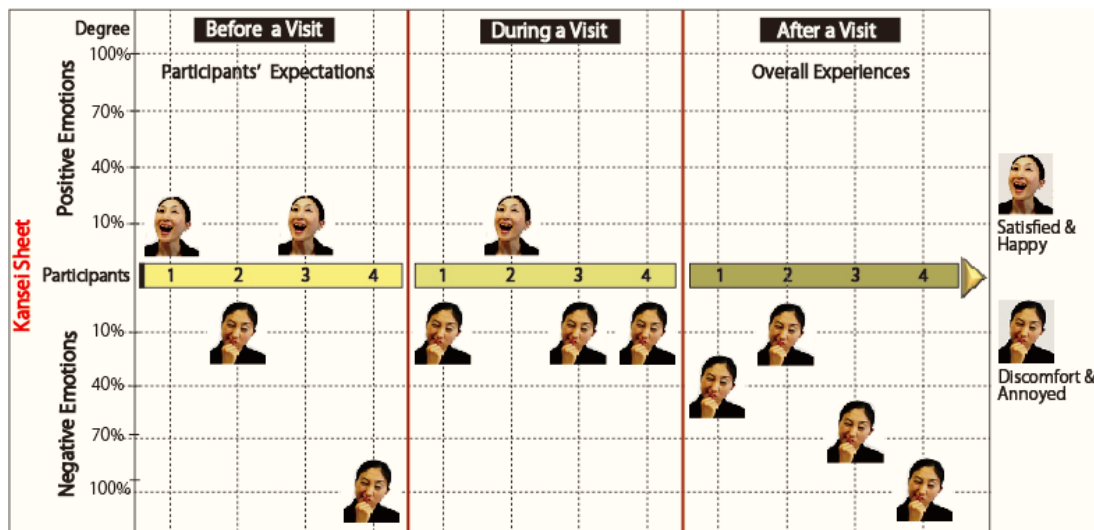 Degree
Before a Visit
During a Visit
After a Visit
100%
Participants' Expectations
Overall Experiences
70%
40%
10%
Positive Emotions
Satisfied &
Happy
Kansei Sheet
Participants
1 2 3 4
1 2 3 4
1 2 3 4
10%
40%
70%
100%
Negative Emotions
Discomfort &
Annoyed